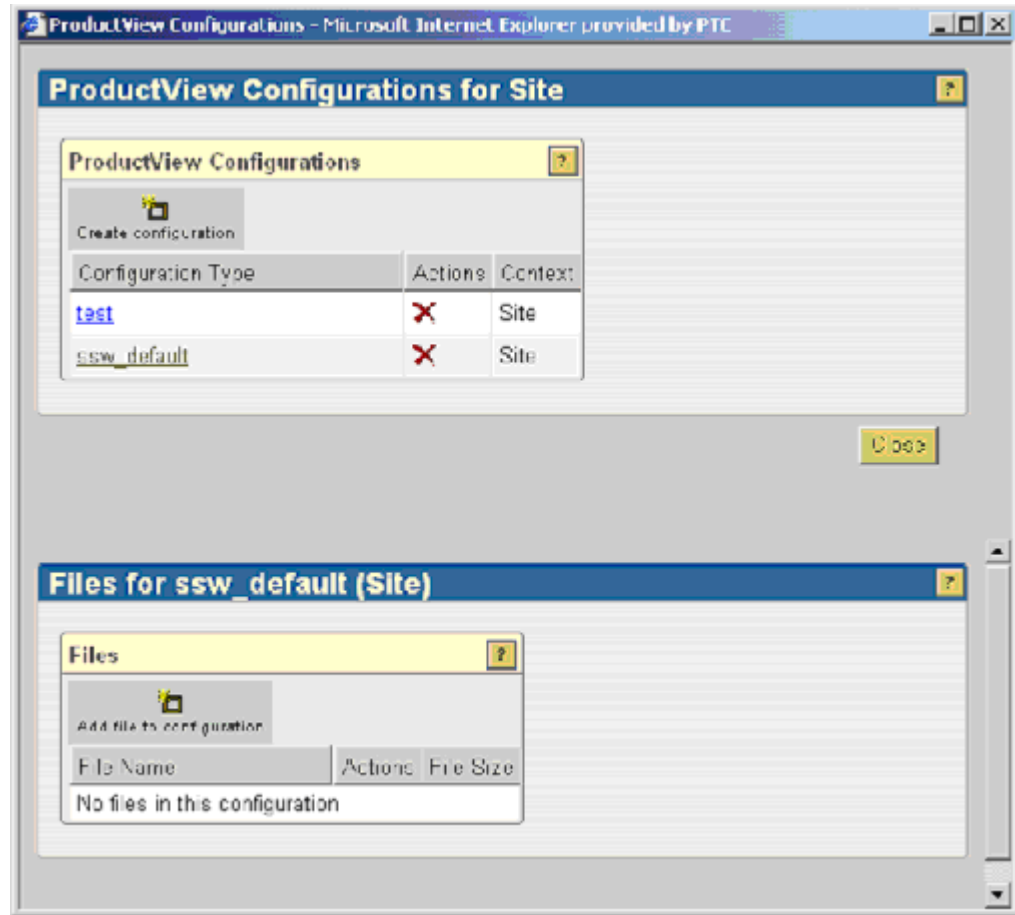 ProductView Configurations - Microsoft Internet Explorer provided by PTC
ProductView Configurations for Site
?
ProductView Configurations
?
Create configuration
Configuration Type Actions Context
test Site
ssw_default Site
Close
Files for ssw_default (Site)
?
Files
?
Add file to configuration
File Name Actions File Size
No files in this configuration